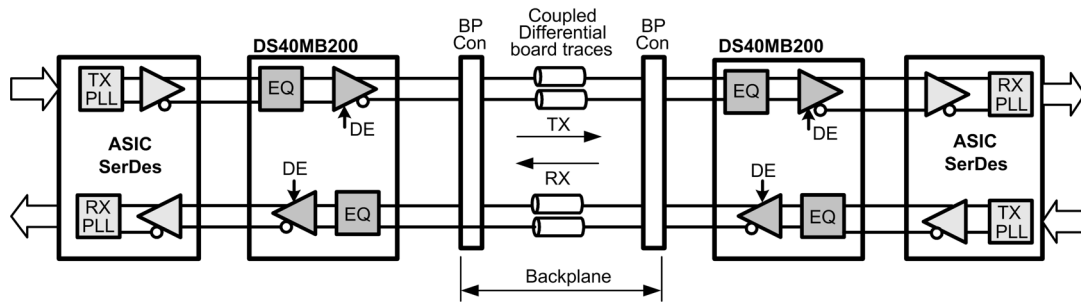 Coupled
Differential
board traces
BP
Con
BP
Con
DS40MB200
DS40MB200
TX
PLL
EQ
DE
TX
EQ
DE
RX
PLL
ASIC
SerDes
ASIC
SerDes
RX
PLL
DE
EQ
RX
DE
EQ
TX
PLL
Backplane